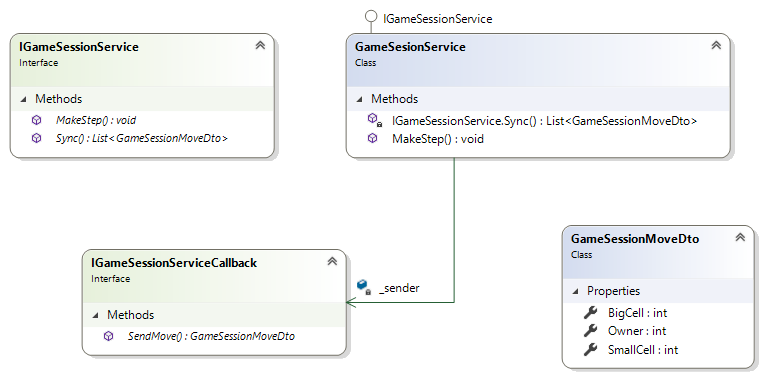 IGameSessionService
IGameSessionService
Interface
Methods
MakeStep() : void
Sync() : List<GameSessionMoveDto>
GameSesionService
Class
Methods
IGameSessionService.Sync() : List<GameSessionMoveDto>
MakeStep() : void
IGameSessionServiceCallback
Interface
Methods
SendMove() : GameSessionMoveDto
_sender
GameSessionMoveDto
Class
Properties
BigCell : int
Owner : int
SmallCell : int